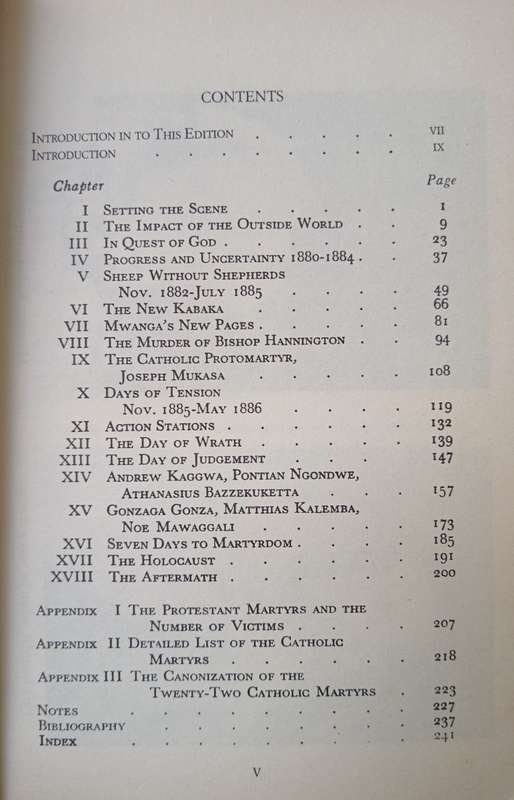 CONTENTS
INTRODUCTION IN TO THIS EDITION . . . . . VII
INTRODUCTION . . . . . . . . IX
Chapter Page
I SETTING THE SCENE . . . . . 1
II THE IMPACT OF THE OUTSIDE WORLD . . 9
III IN QUEST OF GOD . . . . . . 23
IV PROGRESS AND UNCERTAINTY 1880-1884 . . 37
V SHEEP WITHOUT SHEPHERDS
NOV. 1882-JULY 1885 . . . . 49
VI THE NEW KABAKA . . . . . 66
VII MWANGA'S NEW PAGES . . . . . 81
VIII THE MURDER OF BISHOP HANNINGTON . . 94
IX THE CATHOLIC PROTOMARTYR,
JOSEPH MUKASA . . . . . 108
X DAYS OF TENSION
NOV. 1885-MAY 1886 . . . . 119
XI ACTION STATIONS . . . . . . 132
XII THE DAY OF WRATH . . . . . 139
XIII THE DAY OF JUDGEMENT . . . 147
XIV ANDREW KAGGWA, PONTIAN NGONDWE,
ATHANASIUS BAZZEKUKETTA . . . 157
XV GONZAGA GONZA, MATTHIAS KALEMBA,
NOE MAWAGGALI . . . . . 173
XVI SEVEN DAYS TO MARTYRDOM . . . . 185
XVII THE HOLOCAUST . . . . . . 191
XVIII THE AFTERMATH . . . . . . 200
APPENDIX I THE PROTESTANT MARTYRS AND THE
NUMBER OF VICTIMS . . . . 207
APPENDIX II DETAILED LIST OF THE CATHOLIC
MARTYRS . . . . . . 218
APPENDIX III THE CANONIZATION OF THE
TWENTY-TWO CATHOLIC MARTYRS . 223
NOTES . . . . . . . . . 227
BIBLIOGRAPHY . . . . . . . . 237
INDEX . . . . . . . . . 241
V